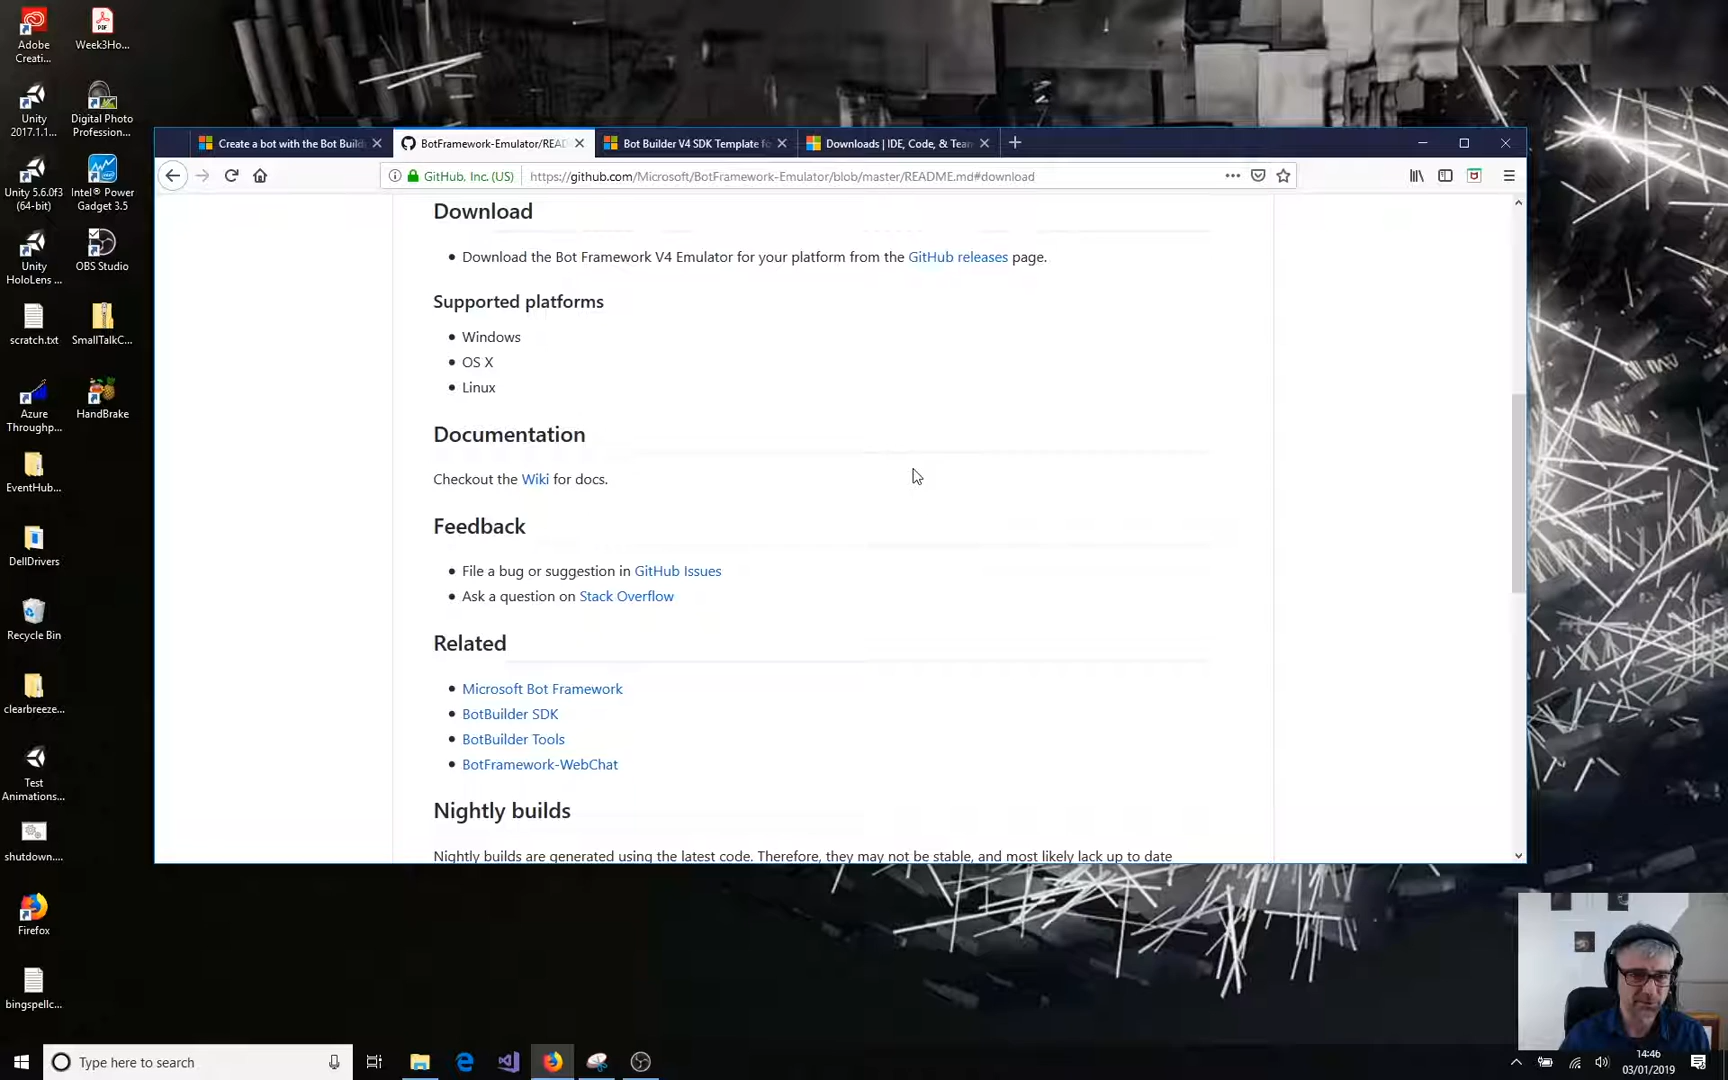 Adobe
Creati...
Week3Ho...
Unity
2017.1.1...
Digital Photo
Profession...
Unity 5.6.0f3
(64-bit)
Intel® Power
Gadget 3.5
Unity
HoloLens ...
OBS Studio
scratch.txt
SmallTalkC...
Azure
Throughp...
HandBrake
EventHub...
DellDrivers
Recycle Bin
clearbreeze...
Test
Animations...
shutdown....
Firefox
bingspellc...
Create a bot with the Bot Build
BotFramework-Emulator/READ
Bot Builder V4 SDK Template fo
Downloads | IDE, Code, & Team
GitHub, Inc. (US)
https://github.com/Microsoft/BotFramework-Emulator/blob/master/README.md#download
Download
• Download the Bot Framework V4 Emulator for your platform from the GitHub releases page.
Supported platforms
• Windows
• OS X
• Linux
Documentation
Checkout the Wiki for docs.
Feedback
• File a bug or suggestion in GitHub Issues
• Ask a question on Stack Overflow
Related
• Microsoft Bot Framework
• BotBuilder SDK
• BotBuilder Tools
• BotFramework-WebChat
Nightly builds
Nightly builds are generated using the latest code. Therefore, they may not be stable, and most likely lack up to date
Type here to search
14:46
03/01/2019